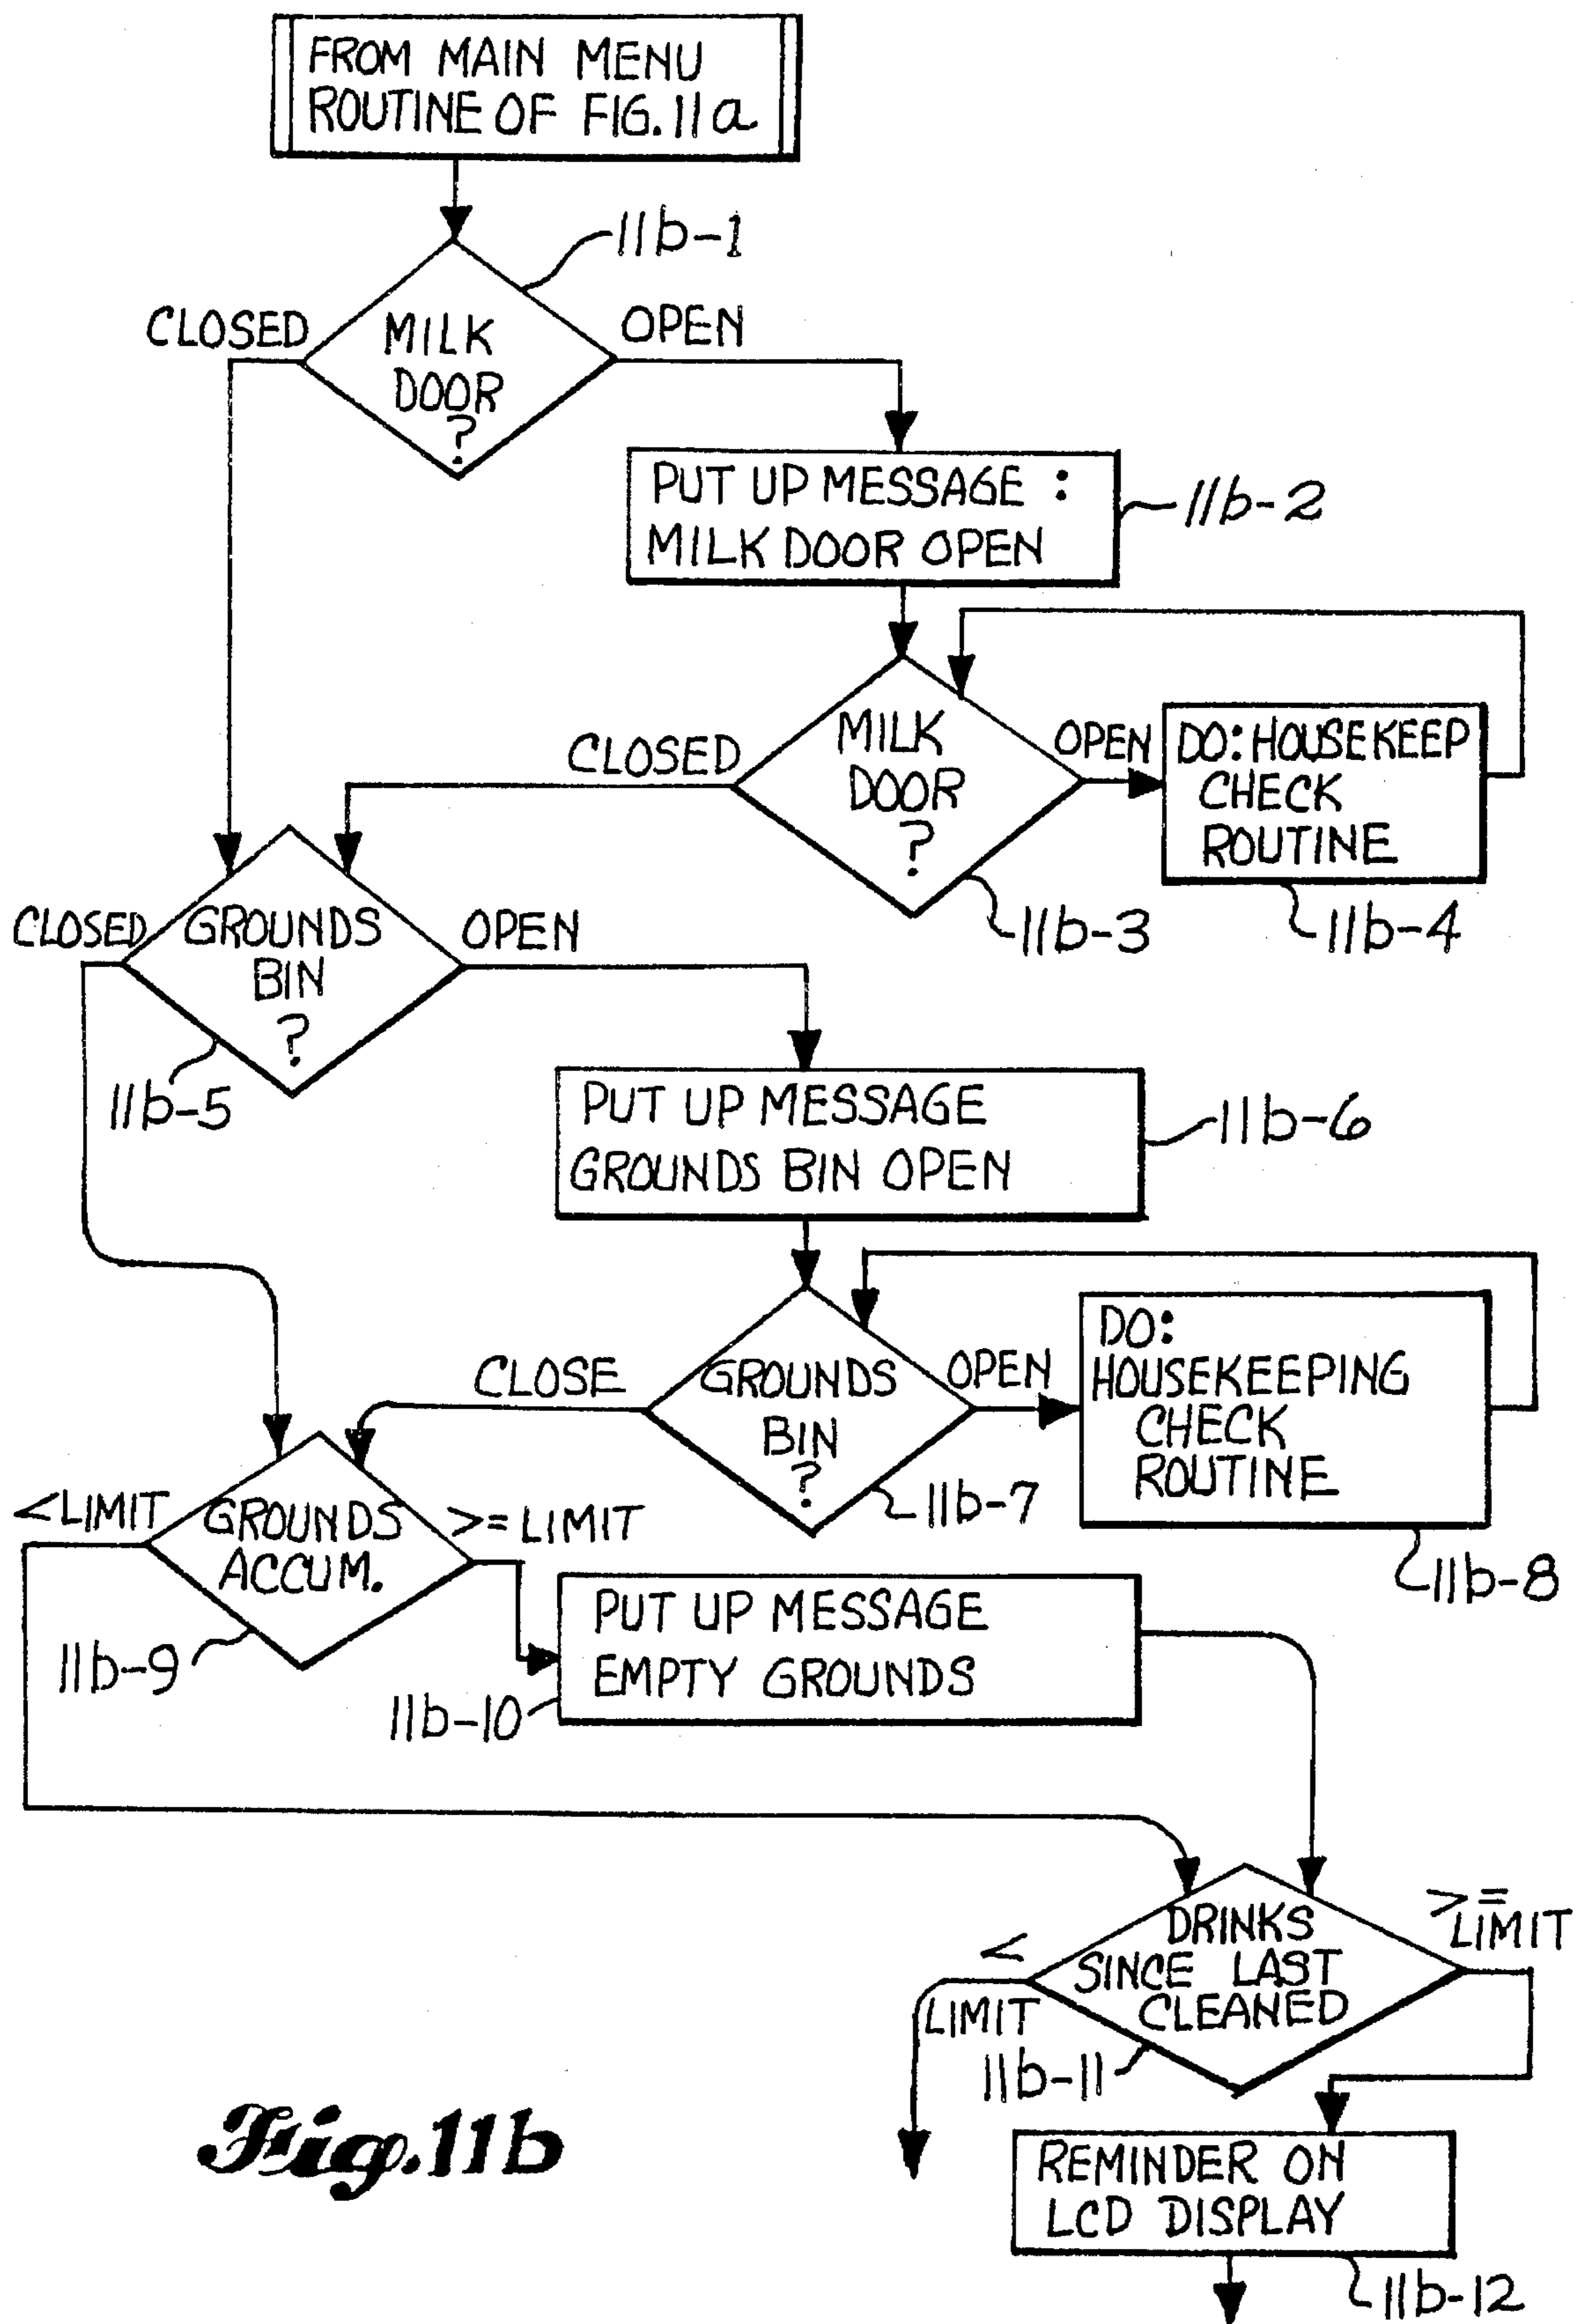 FROM MAIN MENU
ROUTINE OF FIG. 11a
11b-1
CLOSED
MILK
DOOR
?
OPEN
PUT UP MESSAGE :
MILK DOOR OPEN
11b-2
CLOSED
MILK
DOOR
?
11b-3
OPEN
DO: HOUSEKEEP
CHECK
ROUTINE
11b-4
CLOSED
GROUNDS
BIN
?
OPEN
11b-5
PUT UP MESSAGE
GROUNDS BIN OPEN
11b-6
CLOSE
GROUNDS
BIN
?
11b-7
OPEN
DO:
HOUSEKEEPING
CHECK
ROUTINE
11b-8
<LIMIT
GROUNDS
ACCUM.
>=LIMIT
11b-9
PUT UP MESSAGE
EMPTY GROUNDS
11b-10
<
LIMIT
DRINKS
SINCE LAST
CLEANED
>=
LIMIT
11b-11
REMINDER ON
LCD DISPLAY
11b-12
Fig. 11b